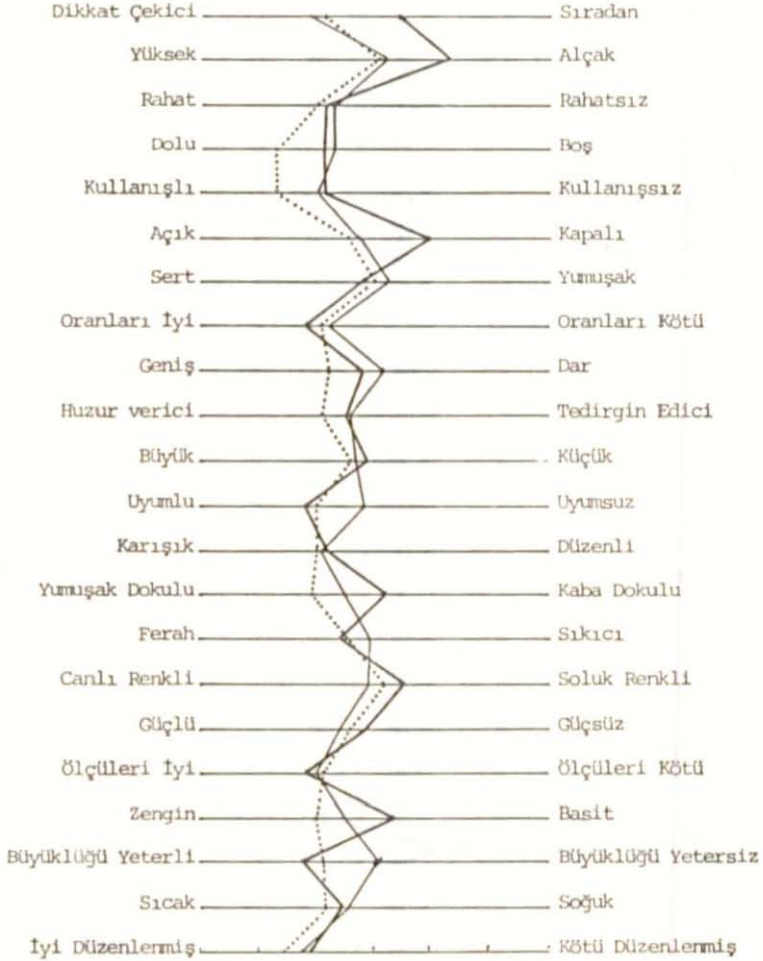 Dikkat Çekici Sıradan
Yüksek Alçak
Rahat Rahatsız
Dolu Boş
Kullanışlı Kullanışsız
Açık Kapalı
Sert Yumuşak
Oranları İyi Oranları Kötü
Geniş Dar
Huzur verici Tedirgin Edici
Büyük Küçük
Uyumlu Uyumsuz
Karışık Düzenli
Yumuşak Dokulu Kaba Dokulu
Ferah Sıkıcı
Canlı Renkli Soluk Renkli
Güçlü Güçsüz
Ölçüleri İyi Ölçüleri Kötü
Zengin Basit
Büyüklüğü Yeterli Büyüklüğü Yetersiz
Sıcak Soğuk
İyi Düzenlenmiş Kötü Düzenlenmiş